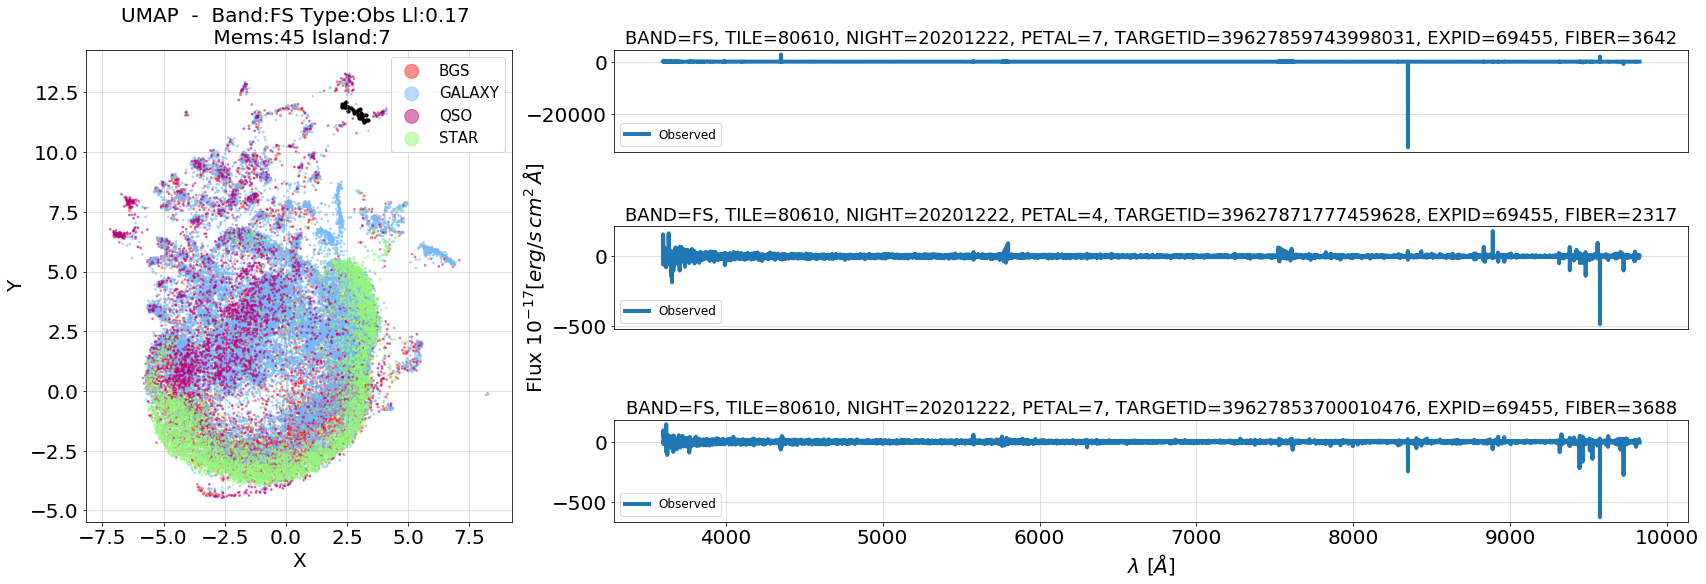 UMAP - Band:FS Type:Obs Ll:0.17
Mems:45 Island:7
BGS
GALAXY
QSO
STAR
12.5
10.0
7.5
5.0
2.5
0.0
−2.5
−5.0
Y
−7.5 −5.0 −2.5 0.0 2.5 5.0 7.5
X
Flux 10⁻¹⁷[erg/s cm² Å]
BAND=FS, TILE=80610, NIGHT=20201222, PETAL=7, TARGETID=39627859743998031, EXPID=69455, FIBER=3642
0
−20000
Observed
BAND=FS, TILE=80610, NIGHT=20201222, PETAL=4, TARGETID=39627871777459628, EXPID=69455, FIBER=2317
0
−500
Observed
BAND=FS, TILE=80610, NIGHT=20201222, PETAL=7, TARGETID=39627853700010476, EXPID=69455, FIBER=3688
0
−500
Observed
4000 5000 6000 7000 8000 9000 10000
λ [Å]